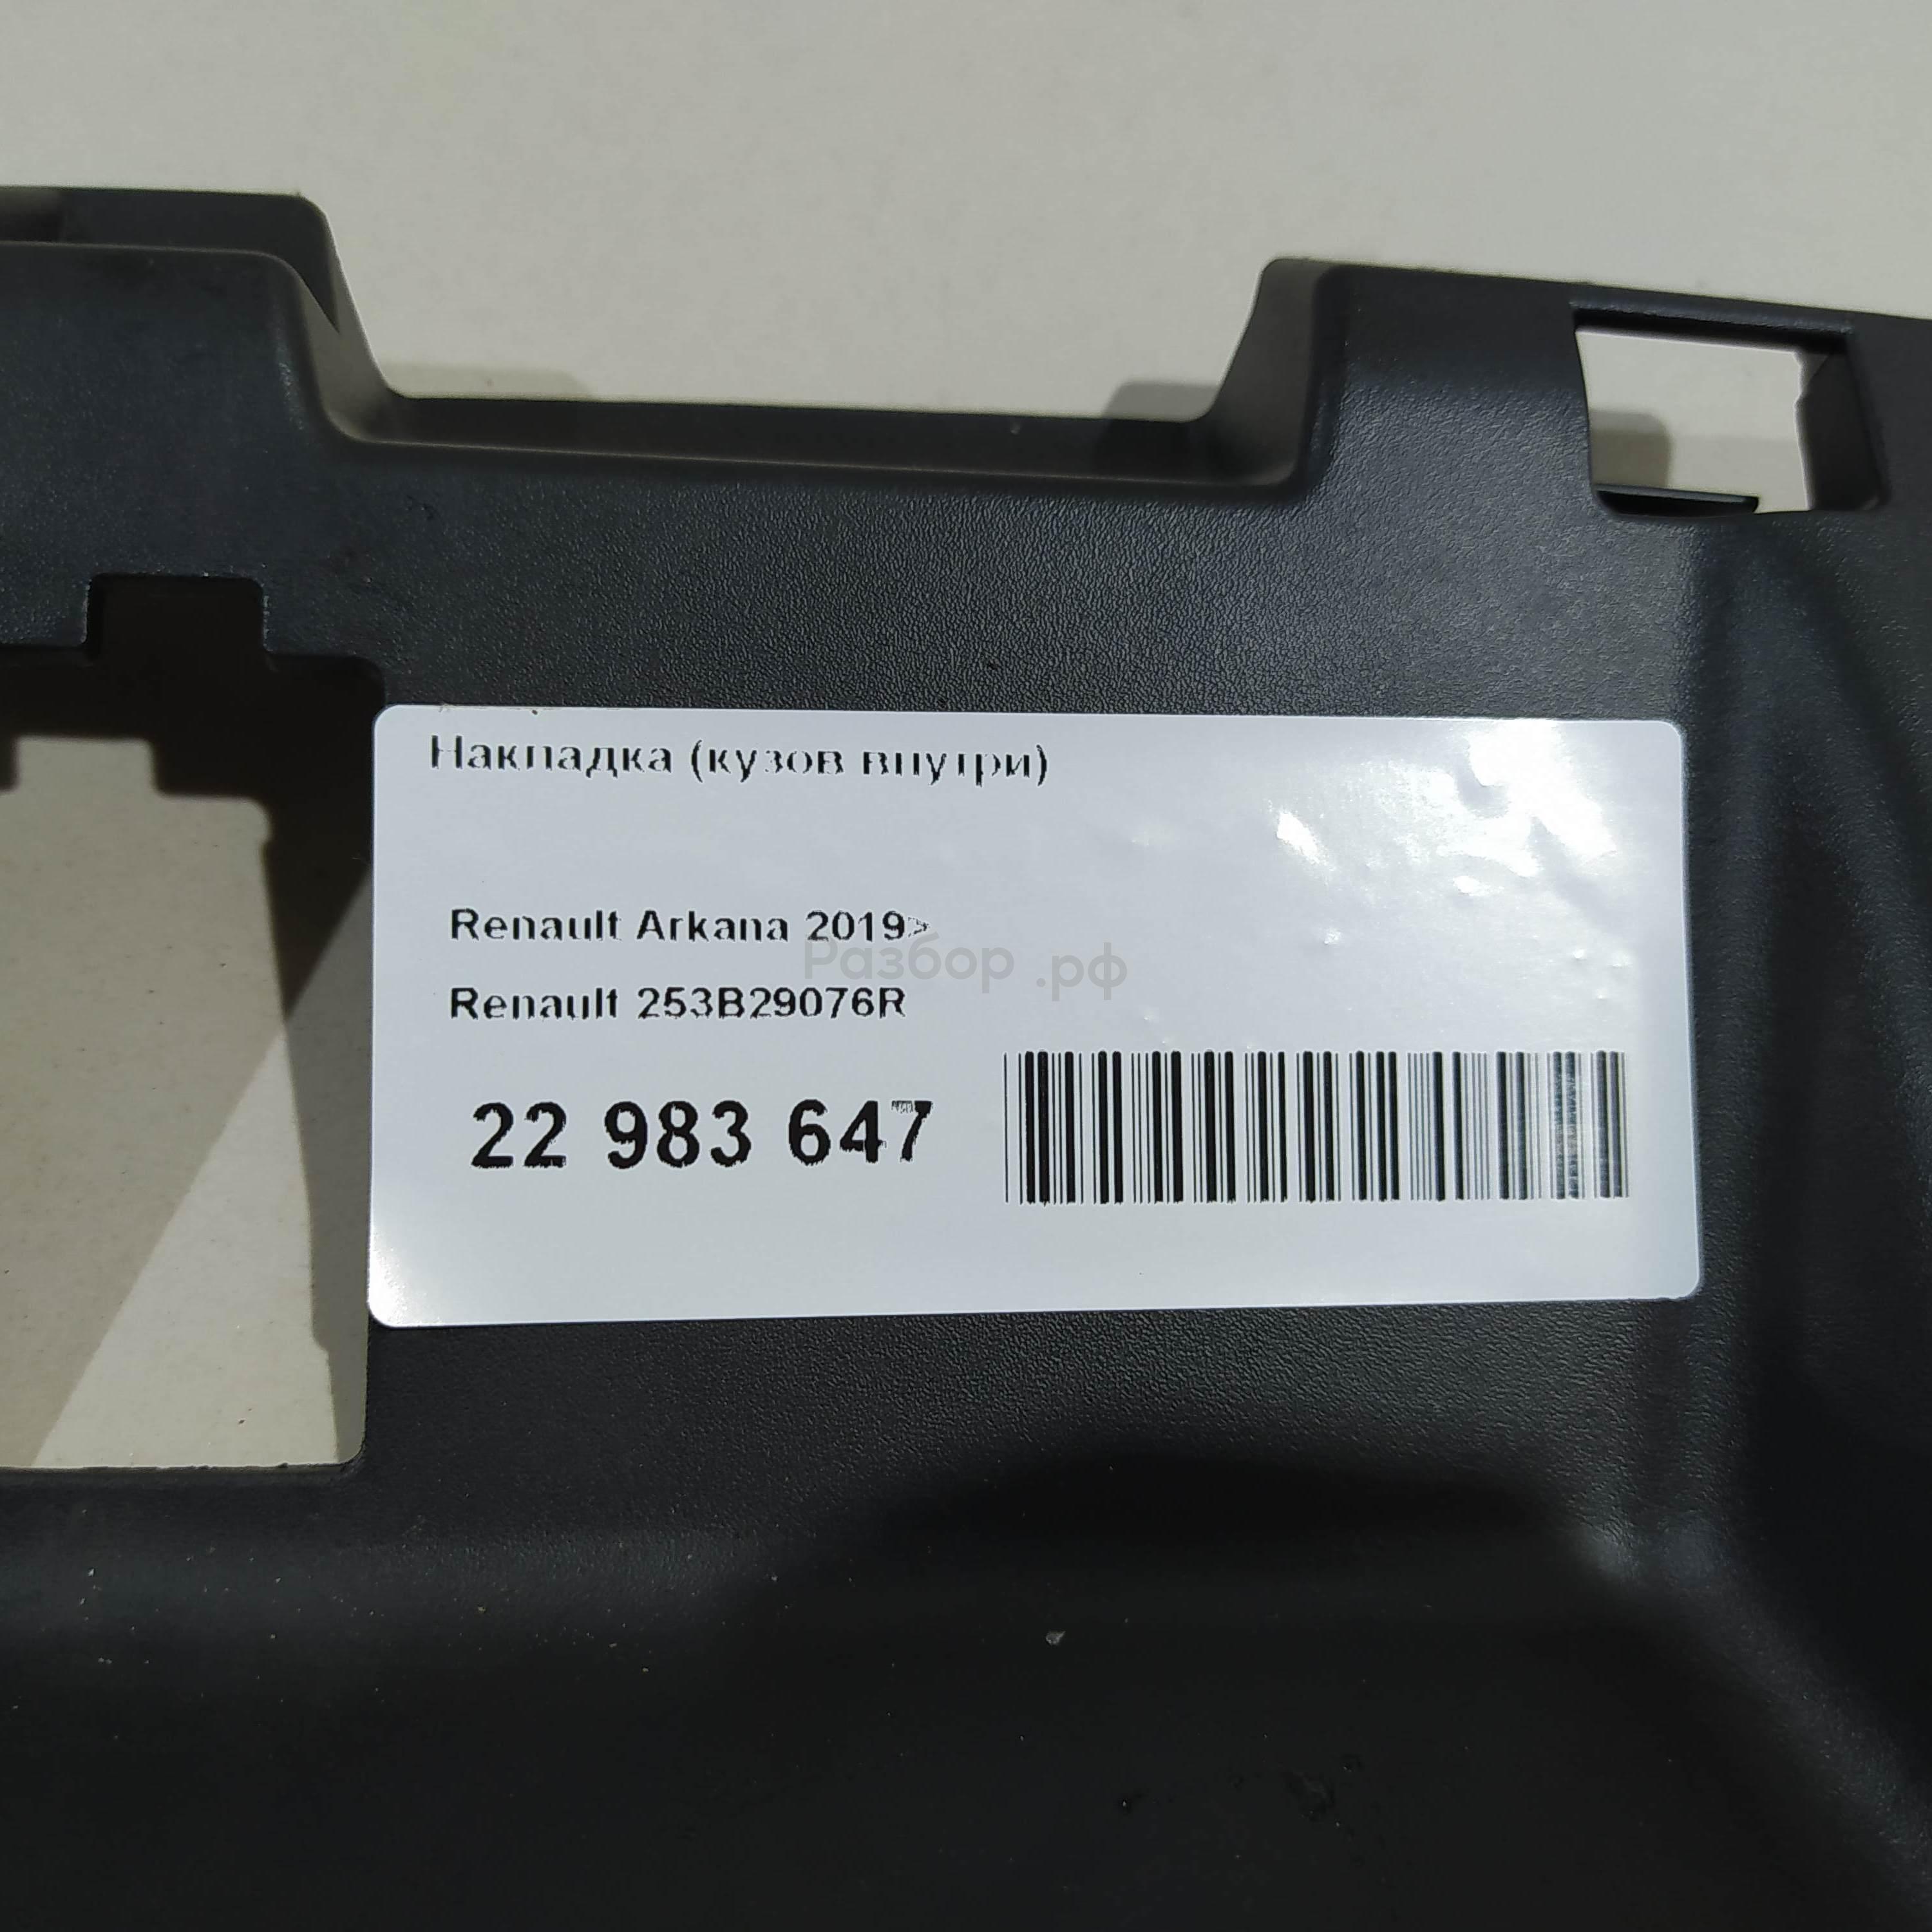 Накладка (кузов внутри)
Renault Arkana 2019>
Разбор.рф
Renault 253B29076R
22 983 647